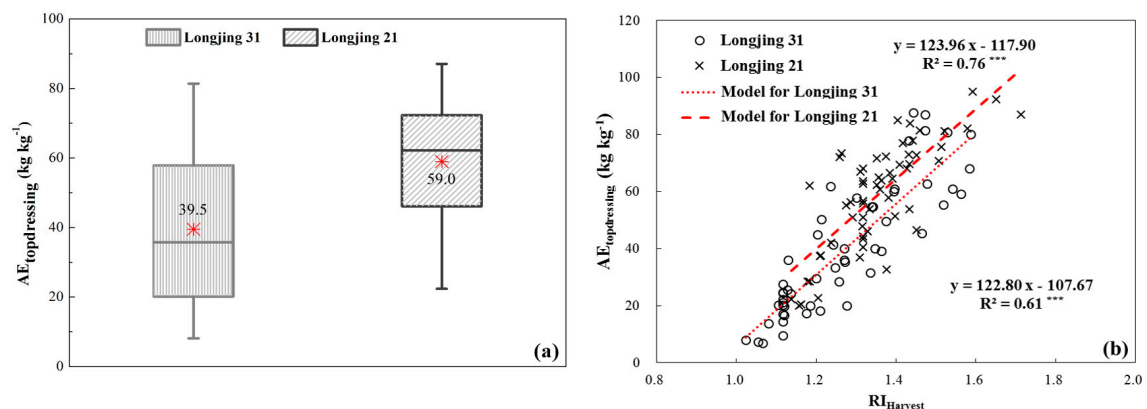 Longjing 31 Longjing 21
AEtopdressing (kg kg-1)
100
80
60
40
20
0
39.5
59.0
(a)
Longjing 31
Longjing 21
Model for Longjing 31
Model for Longjing 21
y = 123.96 x - 117.90
R² = 0.76 ***
y = 122.80 x - 107.67
R² = 0.61 ***
AEtopdressing (kg kg-1)
120
100
80
60
40
20
0
0.8 1.0 1.2 1.4 1.6 1.8 2.0
RIHarvest
(b)